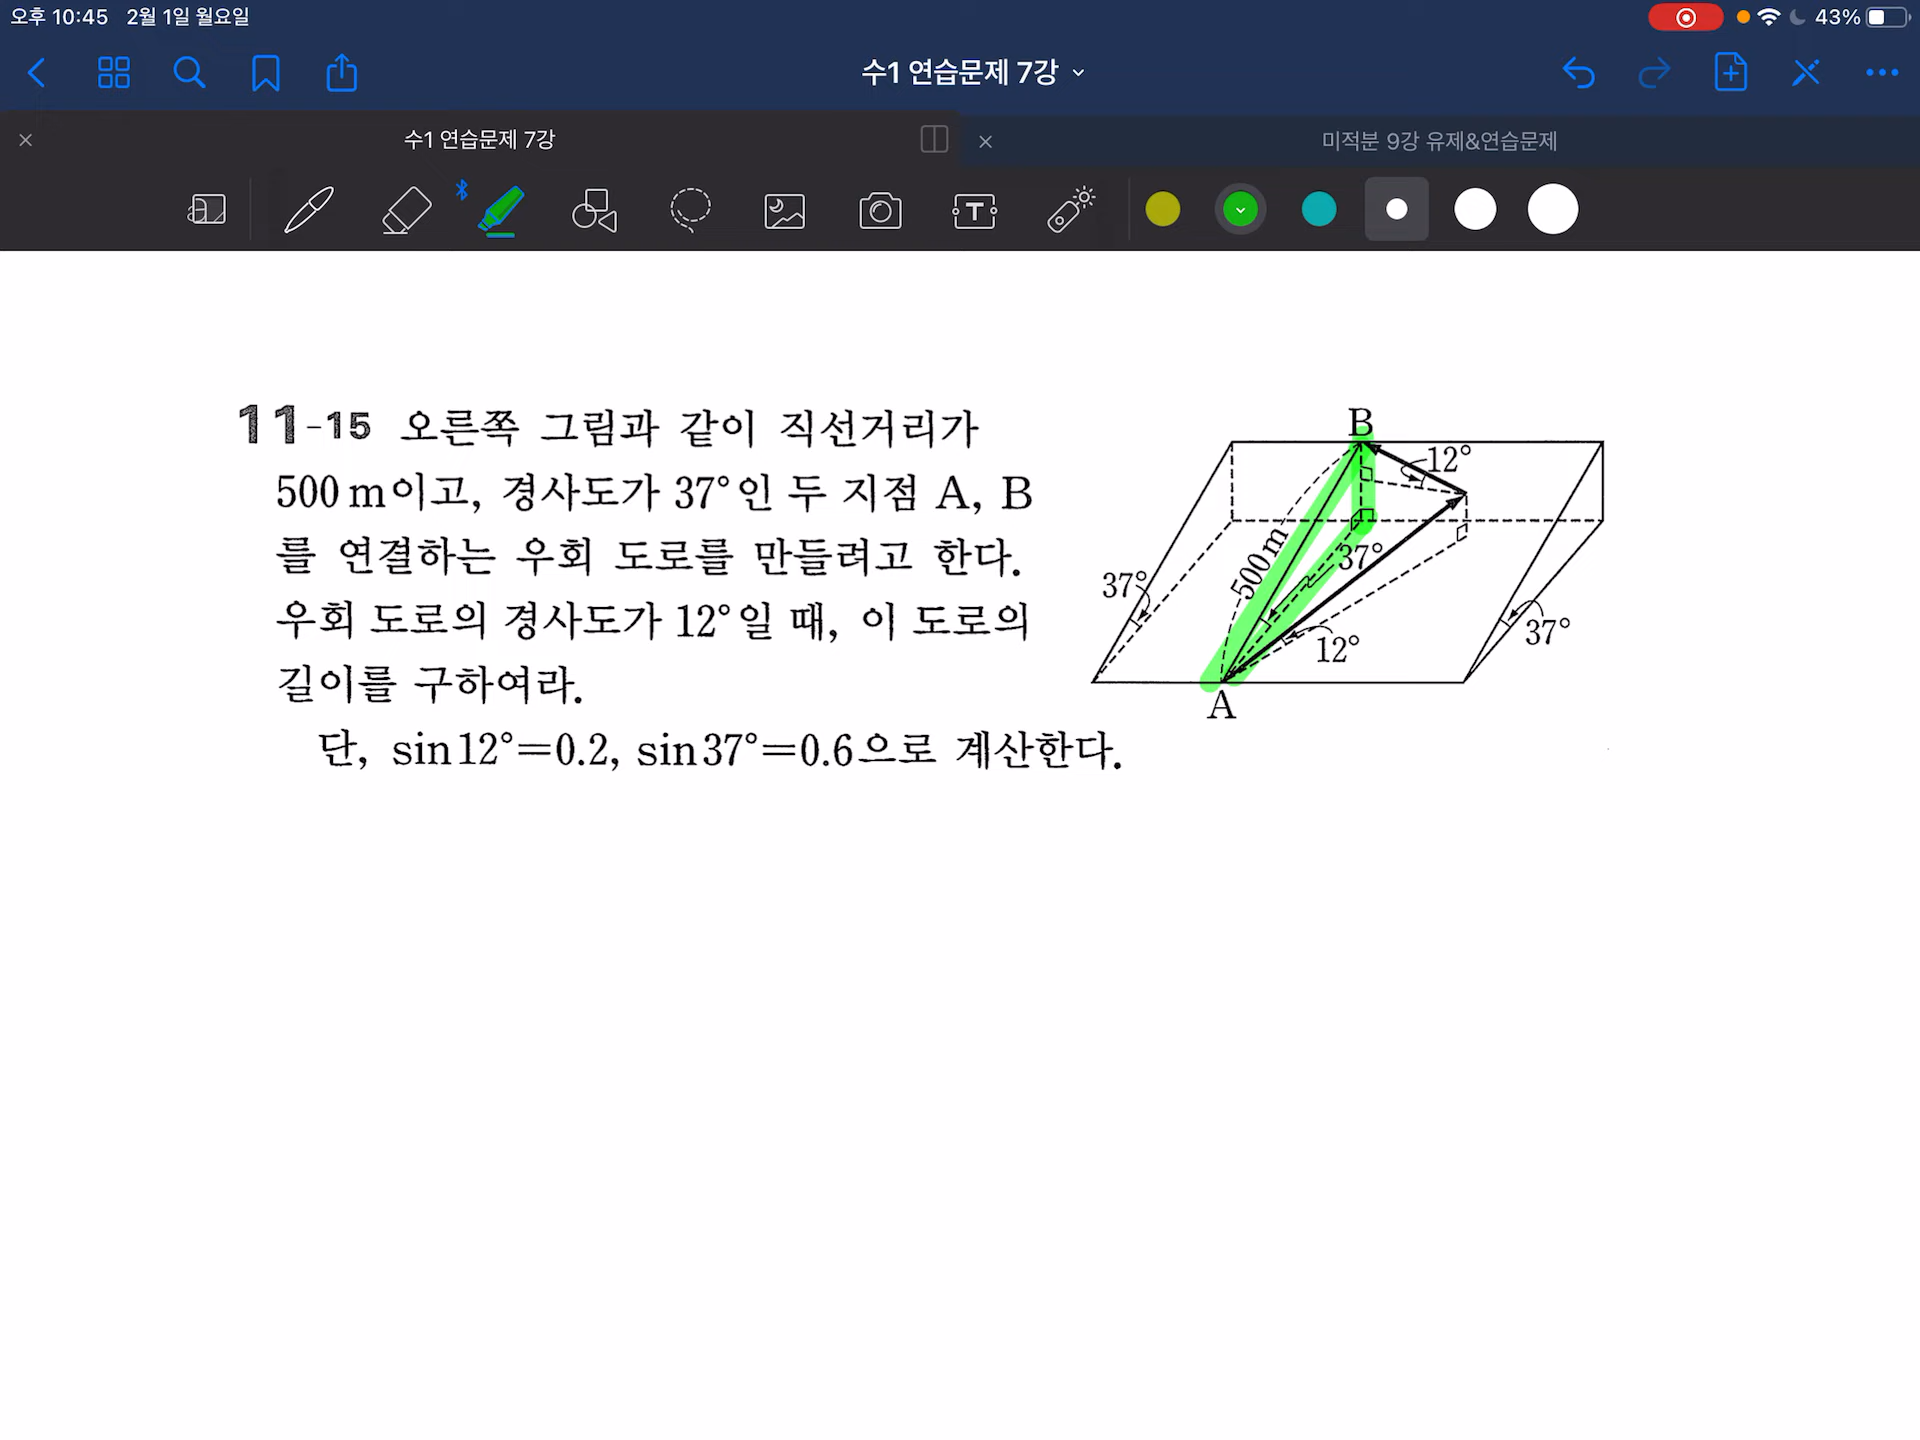 오후 10:45 2월 1일 월요일
43%
수1 연습문제 7강
수1 연습문제 7강
미적분 9강 유제&연습문제
11-15 오른쪽 그림과 같이 직선거리가
500 m이고, 경사도가 37°인 두 지점 A, B
를 연결하는 우회 도로를 만들려고 한다.
우회 도로의 경사도가 12°일 때, 이 도로의
길이를 구하여라.
단, sin12°=0.2, sin37°=0.6으로 계산한다.
B
12°
500 m
37°
37°
12°
37°
A